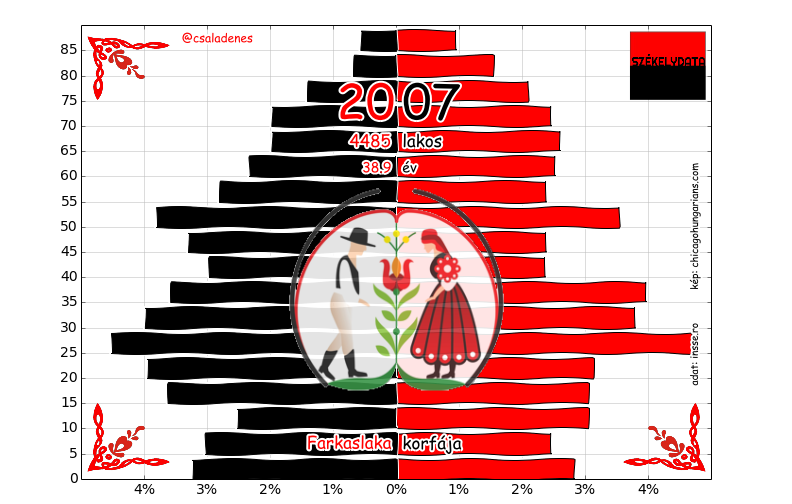 @csaladenes
SZÉKELYDATA
2007
4485 lakos
38.9 év
kép: chicagohungarians.com
adat: insse.ro
Farkaslaka korfája
85
80
75
70
65
60
55
50
45
40
35
30
25
20
15
10
5
0
4% 3% 2% 1% 0% 1% 2% 3% 4%